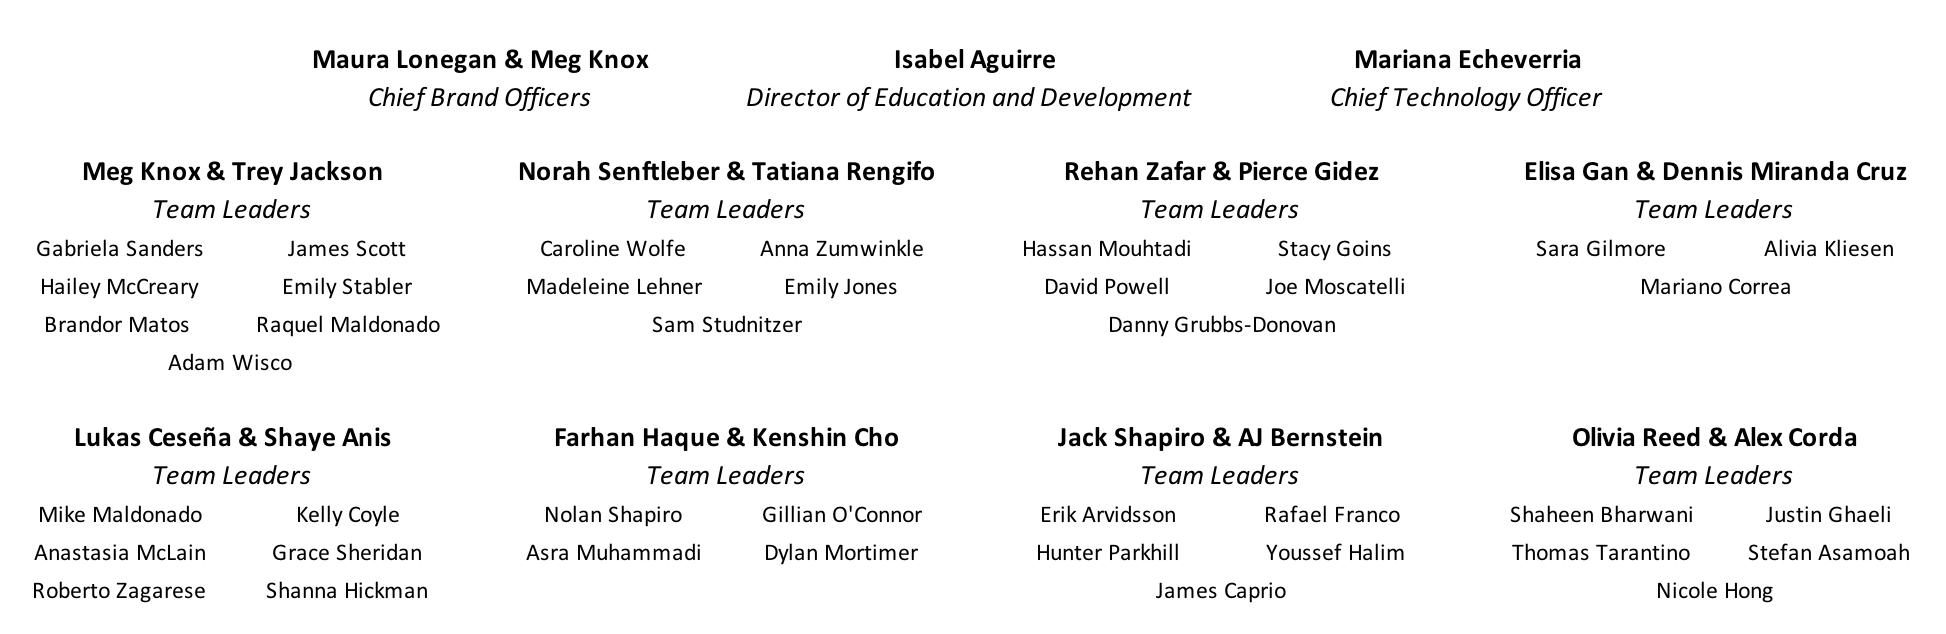 Maura Lonegan & Meg Knox
Chief Brand Officers
Isabel Aguirre
Director of Education and Development
Mariana Echeverria
Chief Technology Officer
Meg Knox & Trey Jackson
Team Leaders
Gabriela Sanders James Scott
Hailey McCreary Emily Stabler
Brandor Matos Raquel Maldonado
Adam Wisco
Norah Senftleber & Tatiana Rengifo
Team Leaders
Caroline Wolfe Anna Zumwinkle
Madeleine Lehner Emily Jones
Sam Studnitzer
Rehan Zafar & Pierce Gidez
Team Leaders
Hassan Mouhtadi Stacy Goins
David Powell Joe Moscatelli
Danny Grubbs-Donovan
Elisa Gan & Dennis Miranda Cruz
Team Leaders
Sara Gilmore Alivia Kliesen
Mariano Correa
Lukas Ceseña & Shaye Anis
Team Leaders
Mike Maldonado Kelly Coyle
Anastasia McLain Grace Sheridan
Roberto Zagarese Shanna Hickman
Farhan Haque & Kenshin Cho
Team Leaders
Nolan Shapiro Gillian O'Connor
Asra Muhammadi Dylan Mortimer
Jack Shapiro & AJ Bernstein
Team Leaders
Erik Arvidsson Rafael Franco
Hunter Parkhill Youssef Halim
James Caprio
Olivia Reed & Alex Corda
Team Leaders
Shaheen Bharwani Justin Ghaeli
Thomas Tarantino Stefan Asamoah
Nicole Hong